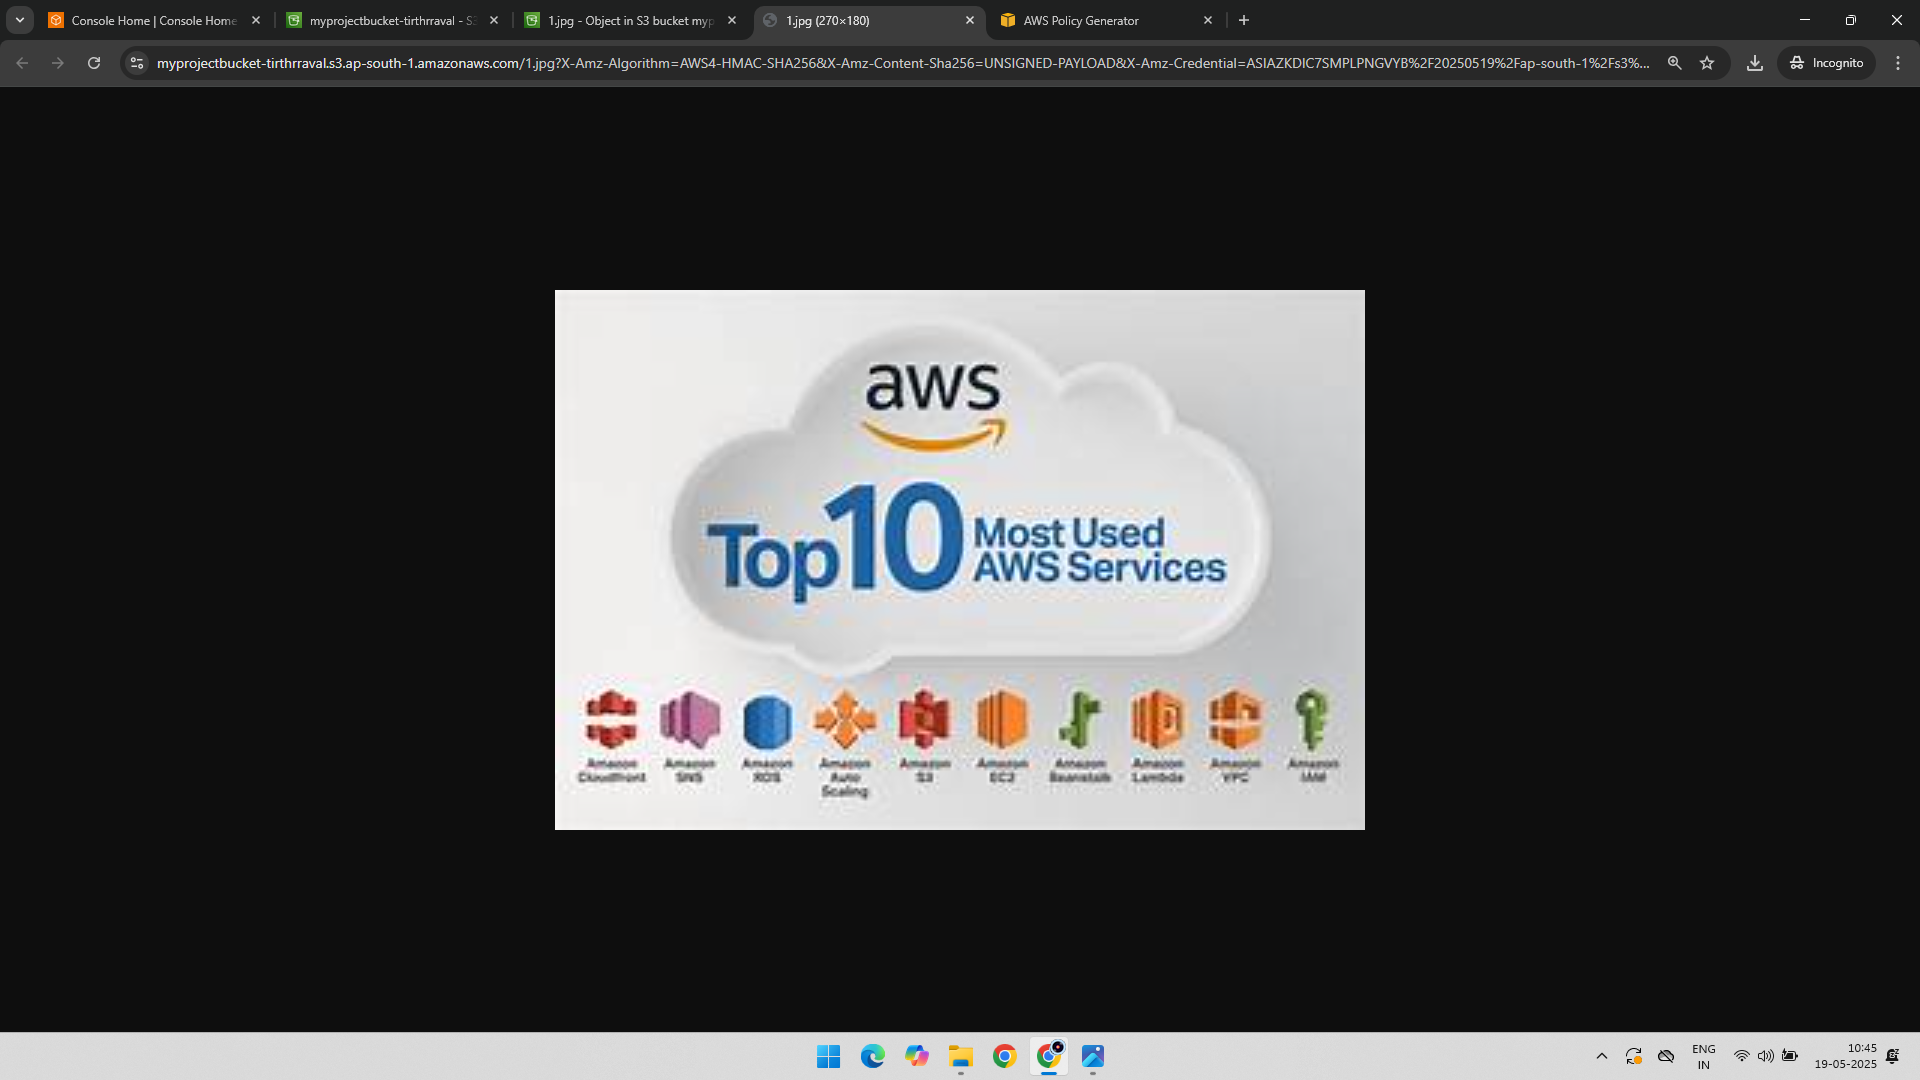 Console Home | Console Home
myprojectbucket-tirthrraval - S3
1.jpg - Object in S3 bucket myp
1.jpg (270×180)
AWS Policy Generator
myprojectbucket-tirthrraval.s3.ap-south-1.amazonaws.com/1.jpg?X-Amz-Algorithm=AWS4-HMAC-SHA256&X-Amz-Content-Sha256=UNSIGNED-PAYLOAD&X-Amz-Credential=ASIAZKDIC7SMPLPNGVYB%2F20250519%2Fap-south-1%2Fs3%...
Incognito
aws
Top 10 Most Used
AWS Services
Amazon Cloudfront
Amazon SNS
Amazon RDS
Amazon Auto Scaling
Amazon S3
Amazon EC2
Amazon Beanstalk
Amazon Lambda
Amazon VPC
Amazon IAM
ENG
IN
10:45
19-05-2025